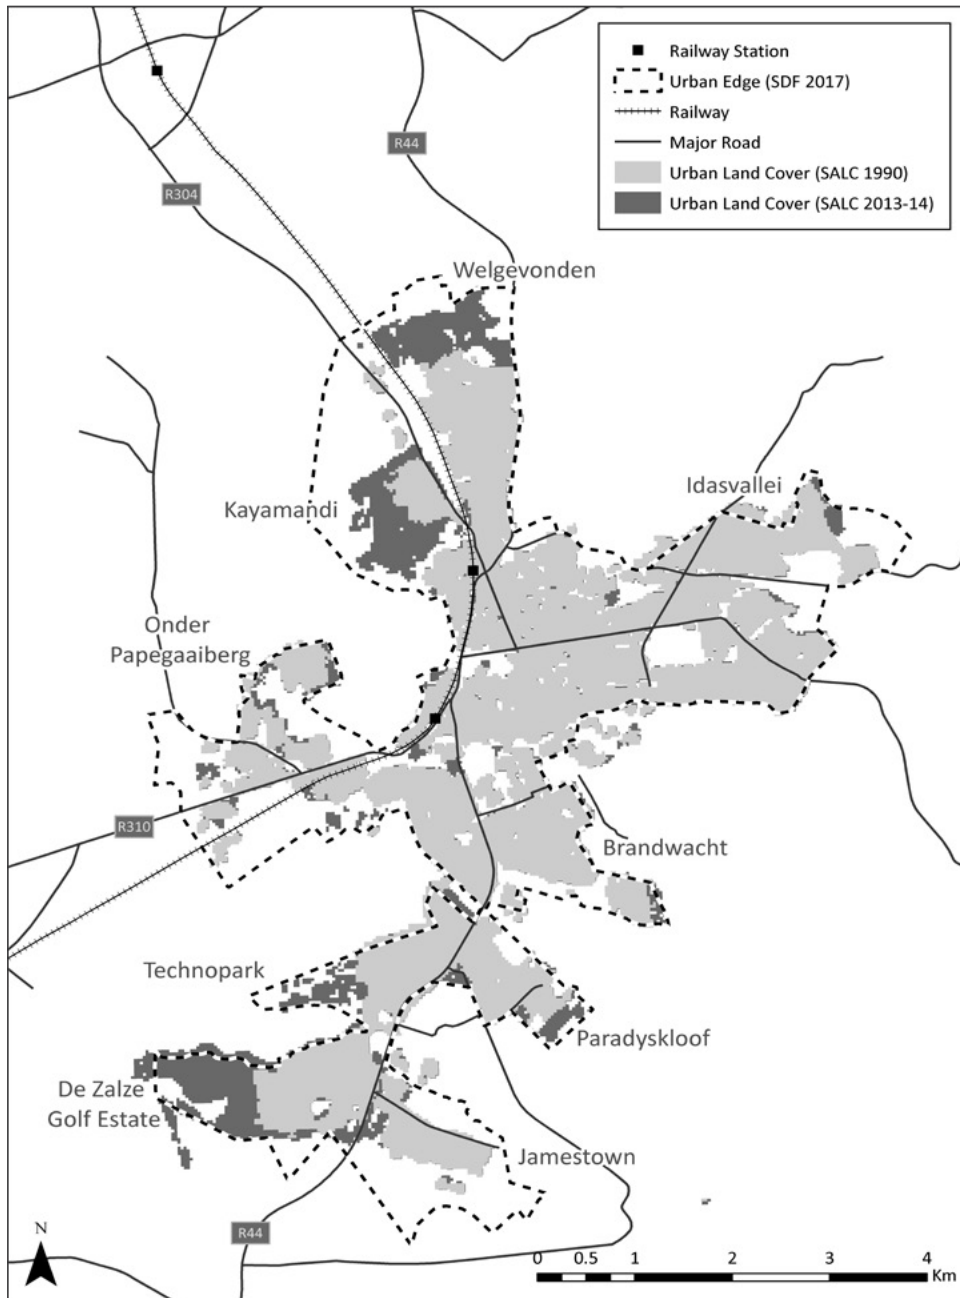 Railway Station
Urban Edge (SDF 2017)
Railway
Major Road
Urban Land Cover (SALC 1990)
Urban Land Cover (SALC 2013-14)
R44
R304
Welgevonden
Kayamandi
Idasvallei
Onder
Papegaaiberg
R310
Brandwacht
Technopark
Paradyskloof
De Zalze
Golf Estate
Jamestown
R44
N
0 0.5 1 2 3 4
Km